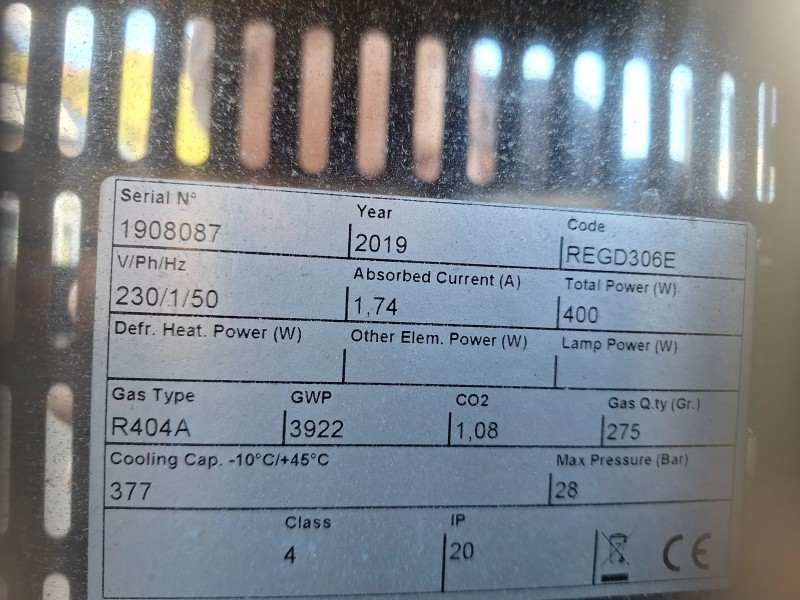 Serial N° Year Code
1908087 2019 REGD306E
V/Ph/Hz Absorbed Current (A) Total Power (W)
230/1/50 1,74 400
Defr. Heat. Power (W) Other Elem. Power (W) Lamp Power (W)
Gas Type GWP CO2 Gas Q.ty (Gr.)
R404A 3922 1,08 275
Cooling Cap. -10°C/+45°C Max Pressure (Bar)
377 28
Class IP
4 20 CE